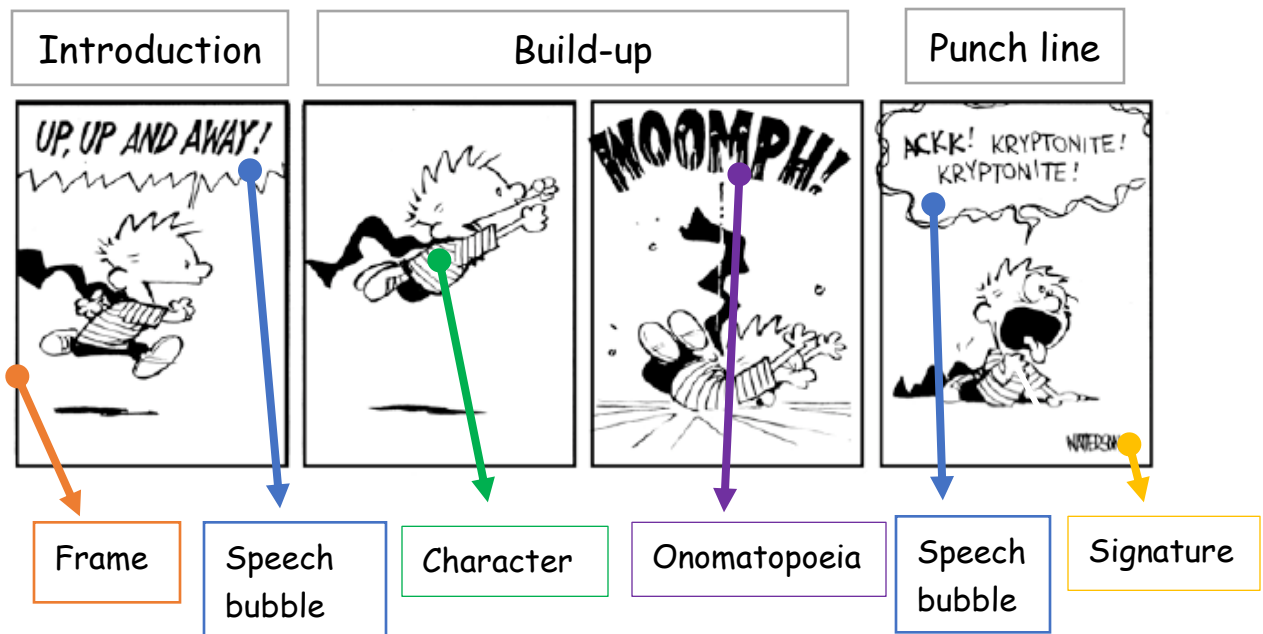 Introduction
Build-up
Punch line
UP, UP AND AWAY!
WOOMPH!
ACKK! KRYPTONITE!
KRYPTONITE!
WATERSON
Frame
Speech
bubble
Character
Onomatopoeia
Speech
bubble
Signature